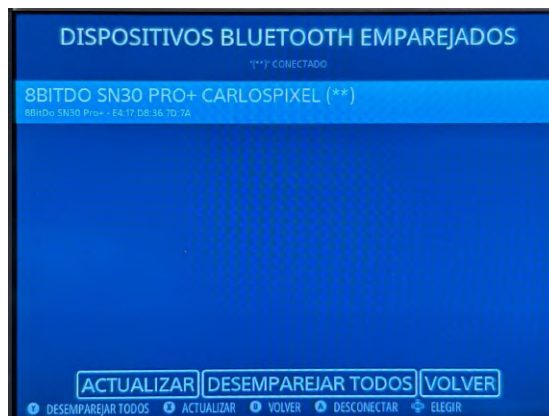 DISPOSITIVOS BLUETOOTH EMPAREJADOS
"(**)" CONECTADO
8BITDO SN30 PRO+ CARLOSPIXEL (**)
8BitDo SN30 Pro+ - E4:17:D8:36:7D:7A
ACTUALIZAR DESEMPAREJAR TODOS VOLVER
Y DESEMPAREJAR TODOS X ACTUALIZAR B VOLVER A DESCONECTAR ELEGIR